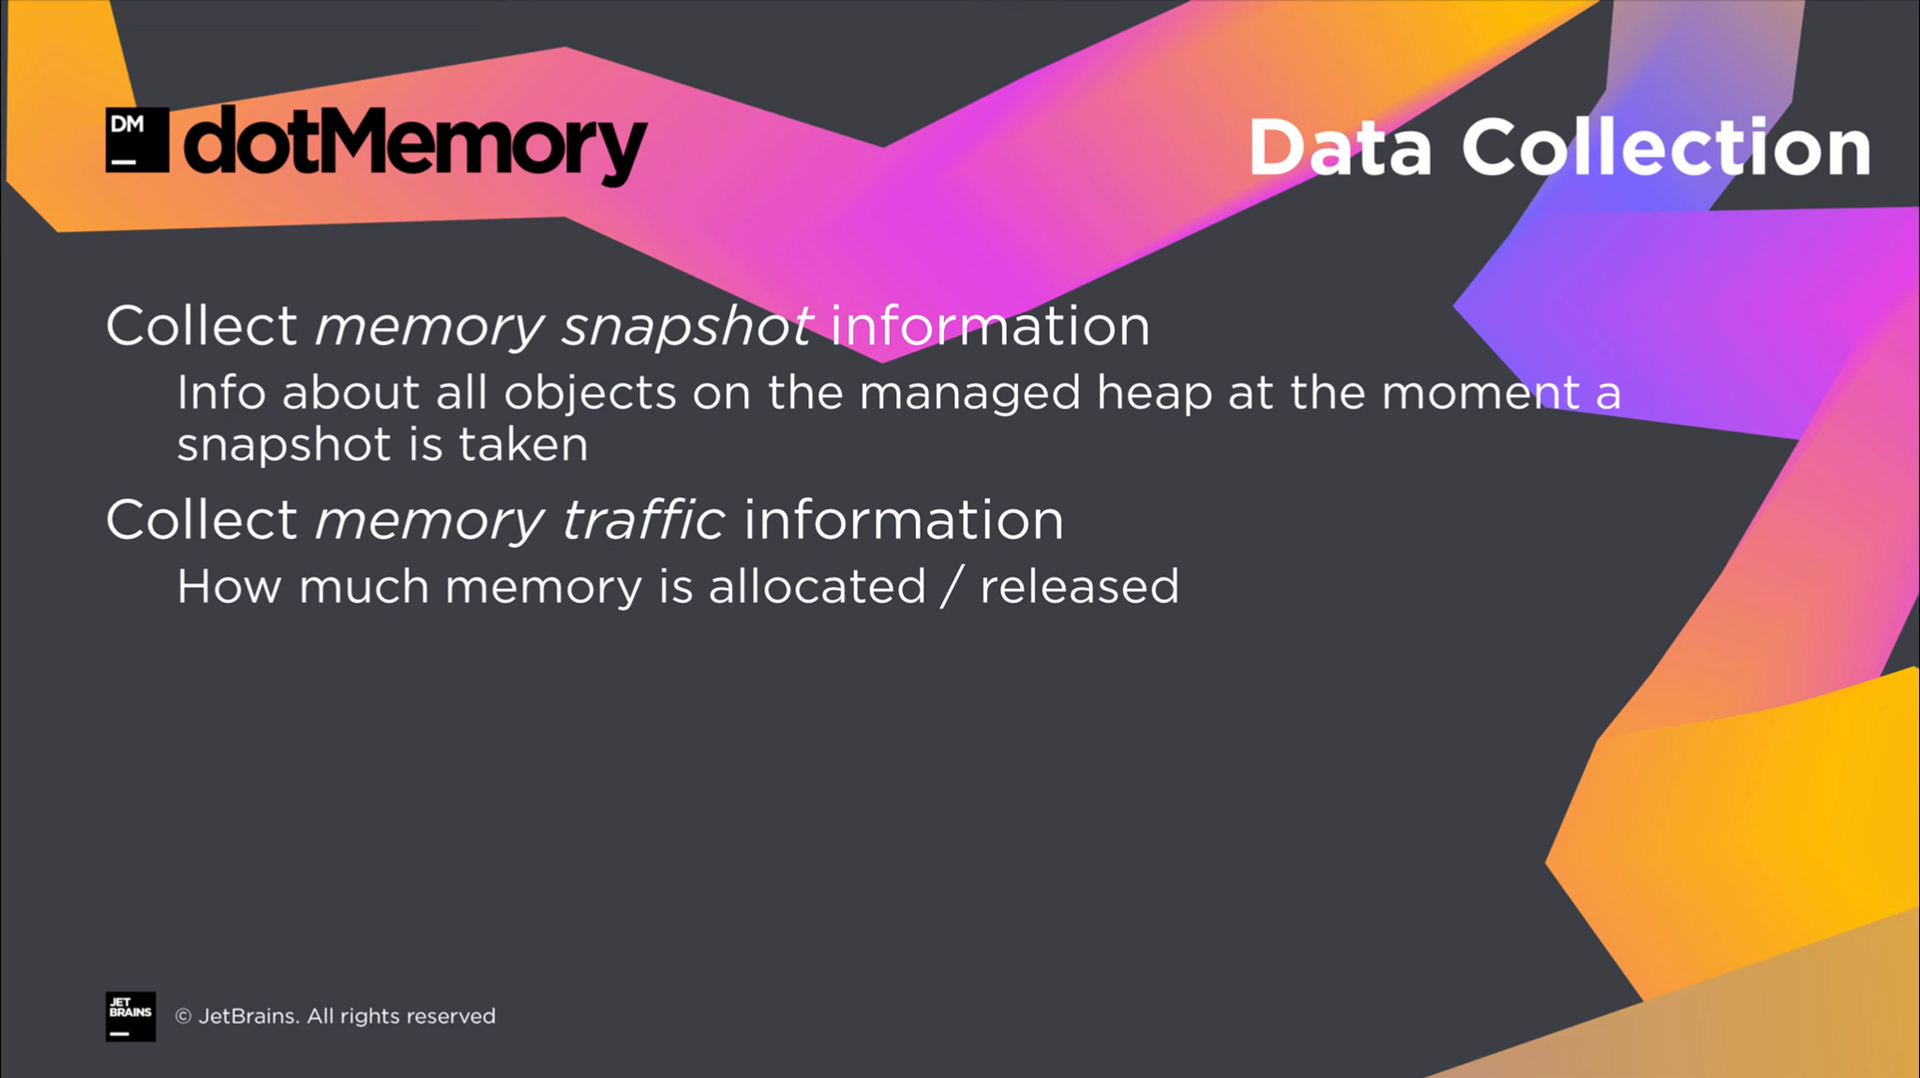 DM
dotMemory
Data Collection
Collect memory snapshot information
Info about all objects on the managed heap at the moment a
snapshot is taken
Collect memory traffic information
How much memory is allocated / released
JET
BRAINS
© JetBrains. All rights reserved